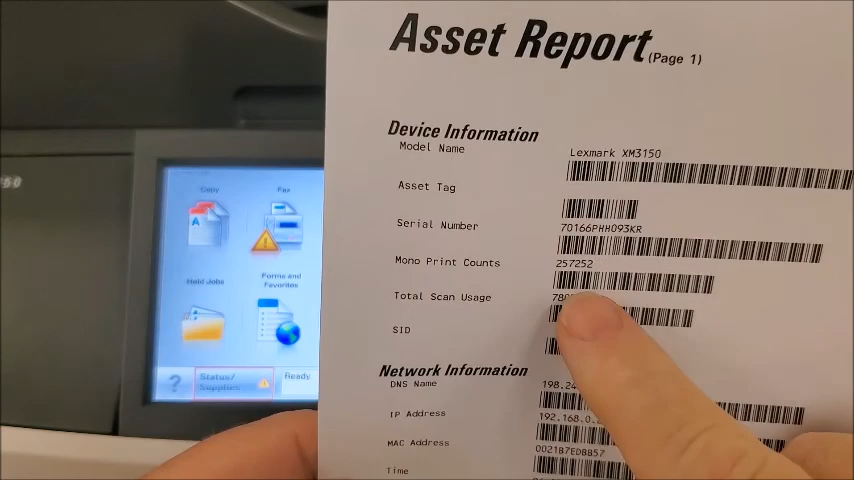 Asset Report (Page 1)
Device Information
Model Name
Lexmark XM3150
Asset Tag
Serial Number
70166PHH093KR
Mono Print Counts
257252
Total Scan Usage
SID
Network Information
DNS Name
IP Address
MAC Address
0021B7ED8B57
Time
Copy
Fax
Held Jobs
Forms and
Favorites
?
Status/
Supplies
Ready